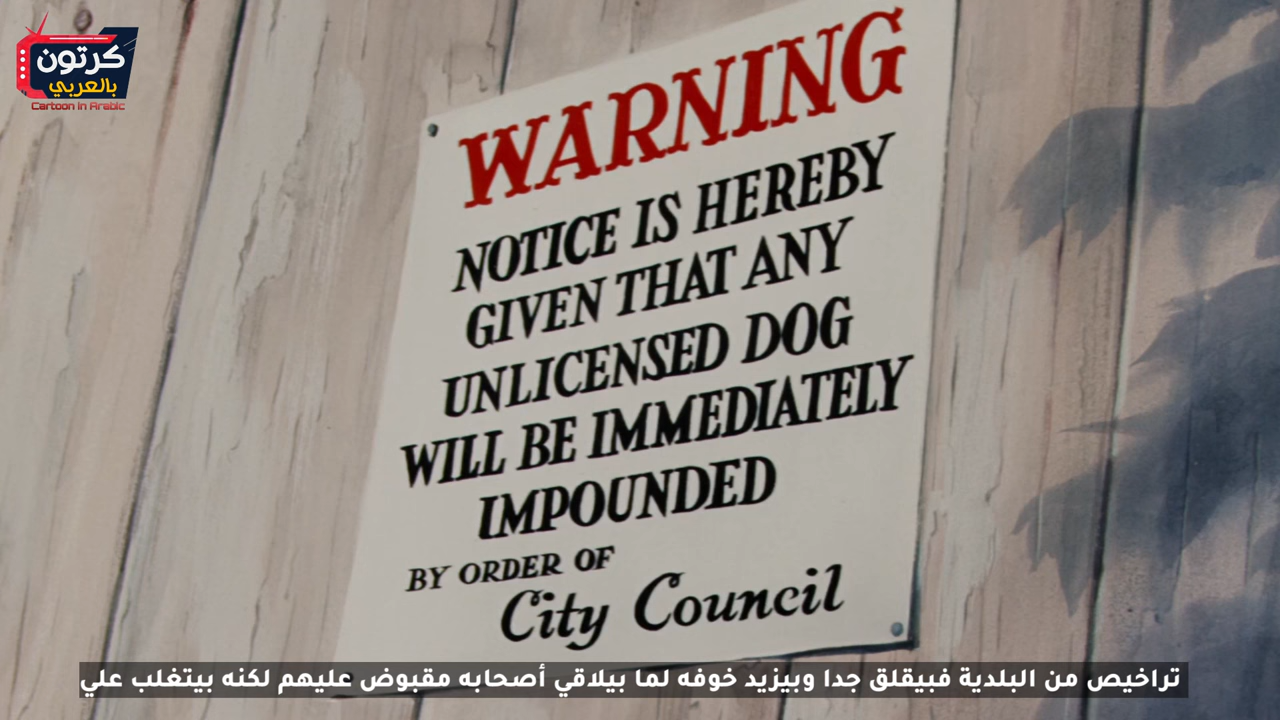 كرتون
بالعربي
Cartoon in Arabic
WARNING
NOTICE IS HEREBY
GIVEN THAT ANY
UNLICENSED DOG
WILL BE IMMEDIATELY
IMPOUNDED
BY ORDER OF
City Council
تراخيص من البلدية فبيقلق جدا وبيزيد خوفه لما بيلاقي أصحابه مقبوض عليهم لكنه بيتغلب علي